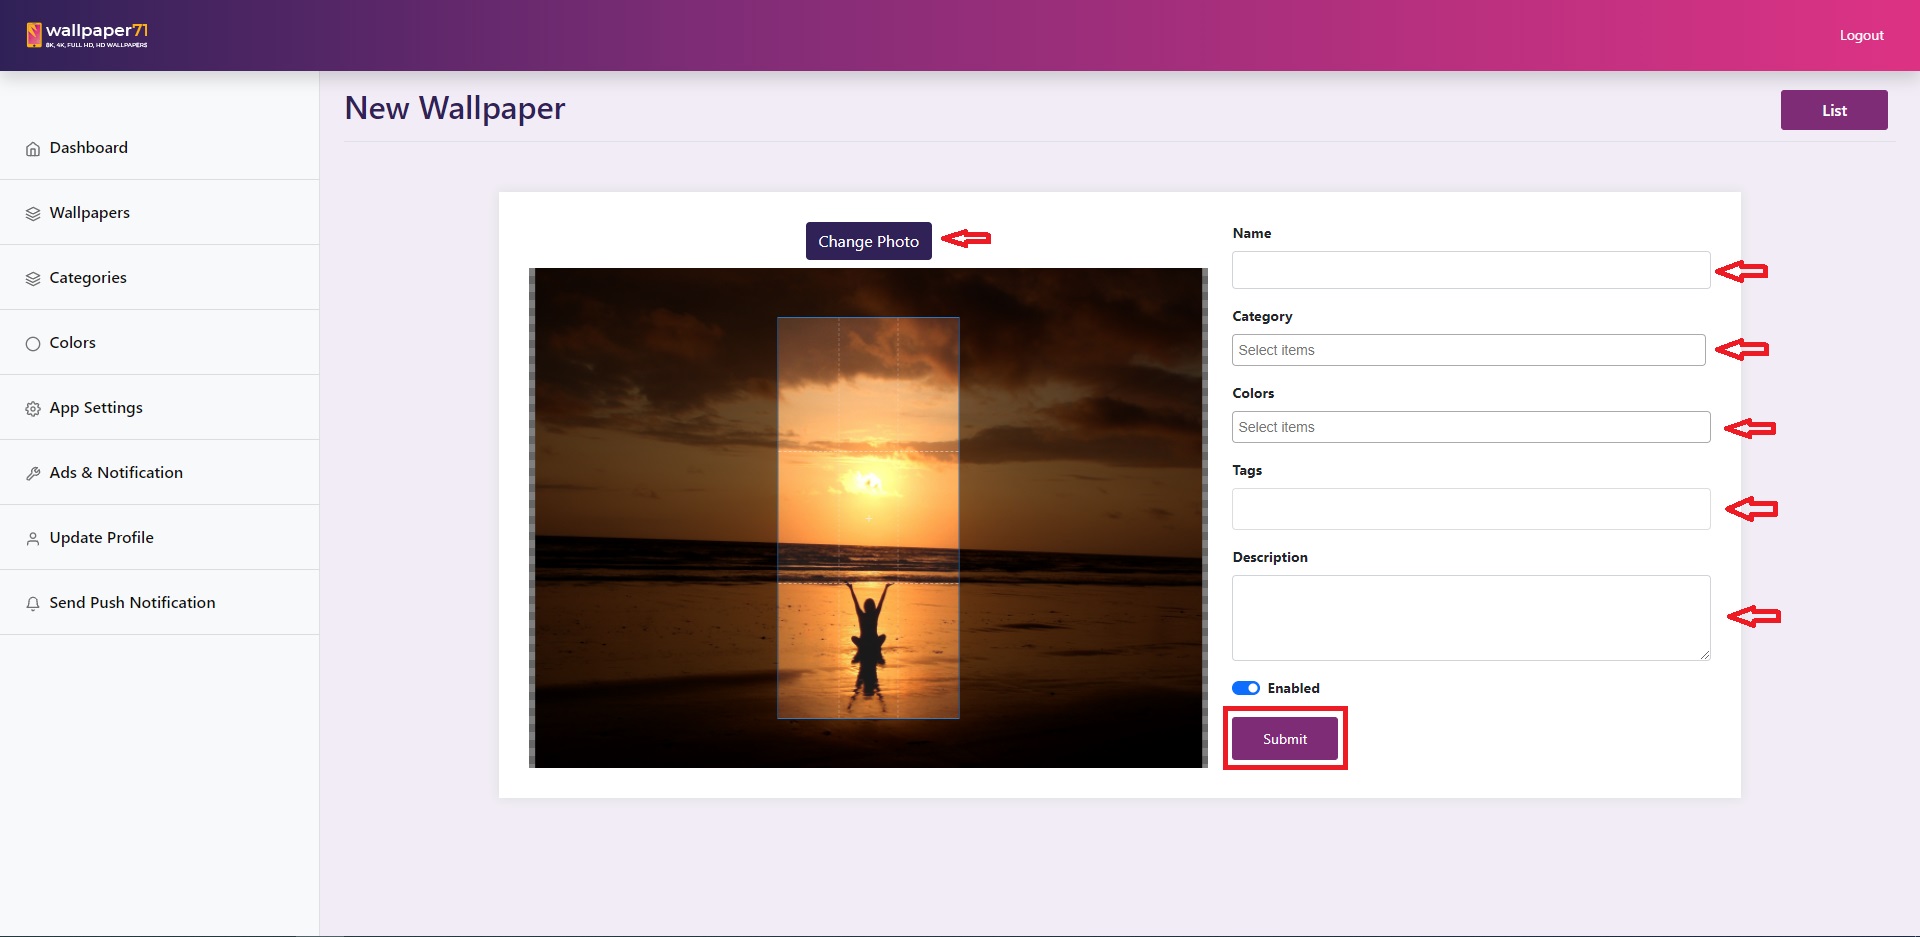 wallpaper71
8K, 4K, FULL HD, HD WALLPAPERS
Logout
Dashboard
Wallpapers
Categories
Colors
App Settings
Ads & Notification
Update Profile
Send Push Notification
New Wallpaper
List
Change Photo
Name
Category
Select items
Colors
Select items
Tags
Description
Enabled
Submit